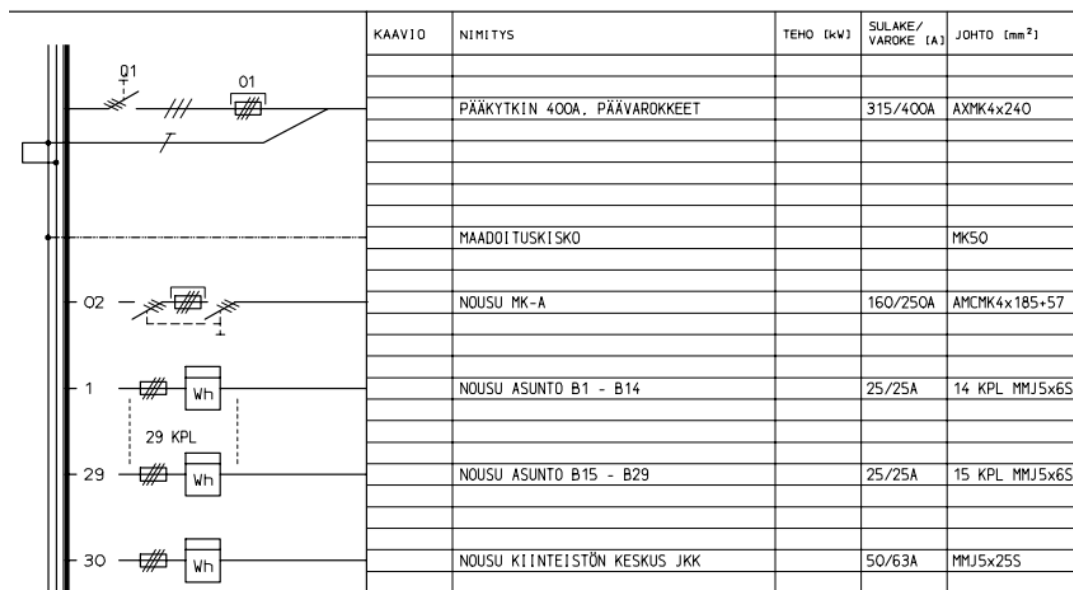 KAAVIO NIMITYS TEHO [kW] SULAKE/ VAROKE [A] JOHTO [mm²]
Q1 01 PÄÄKYTKIN 400A, PÄÄVAROKKEET 315/400A AXMK4x240
MAADOITUSKISKO MK50
02 NOUSU MK-A 160/250A AMCMK4x185+57
1 Wh NOUSU ASUNTO B1 - B14 25/25A 14 KPL MMJ5x6S
29 KPL
29 Wh NOUSU ASUNTO B15 - B29 25/25A 15 KPL MMJ5x6S
30 Wh NOUSU KIINTEISTÖN KESKUS JKK 50/63A MMJ5x25S